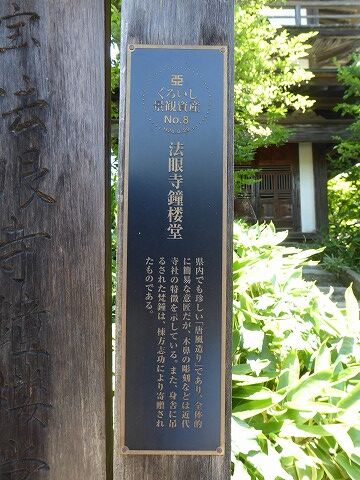 くろいし
景観資産
No.8
法眼寺鐘楼堂
県内でも珍しい「唐風造り」であり、全体的
に簡易な意匠だが、木鼻の彫刻などは近代
寺社の特徴を示している。また、身舎に吊
るされた梵鐘は、棟方志功により寄贈され
たものである。